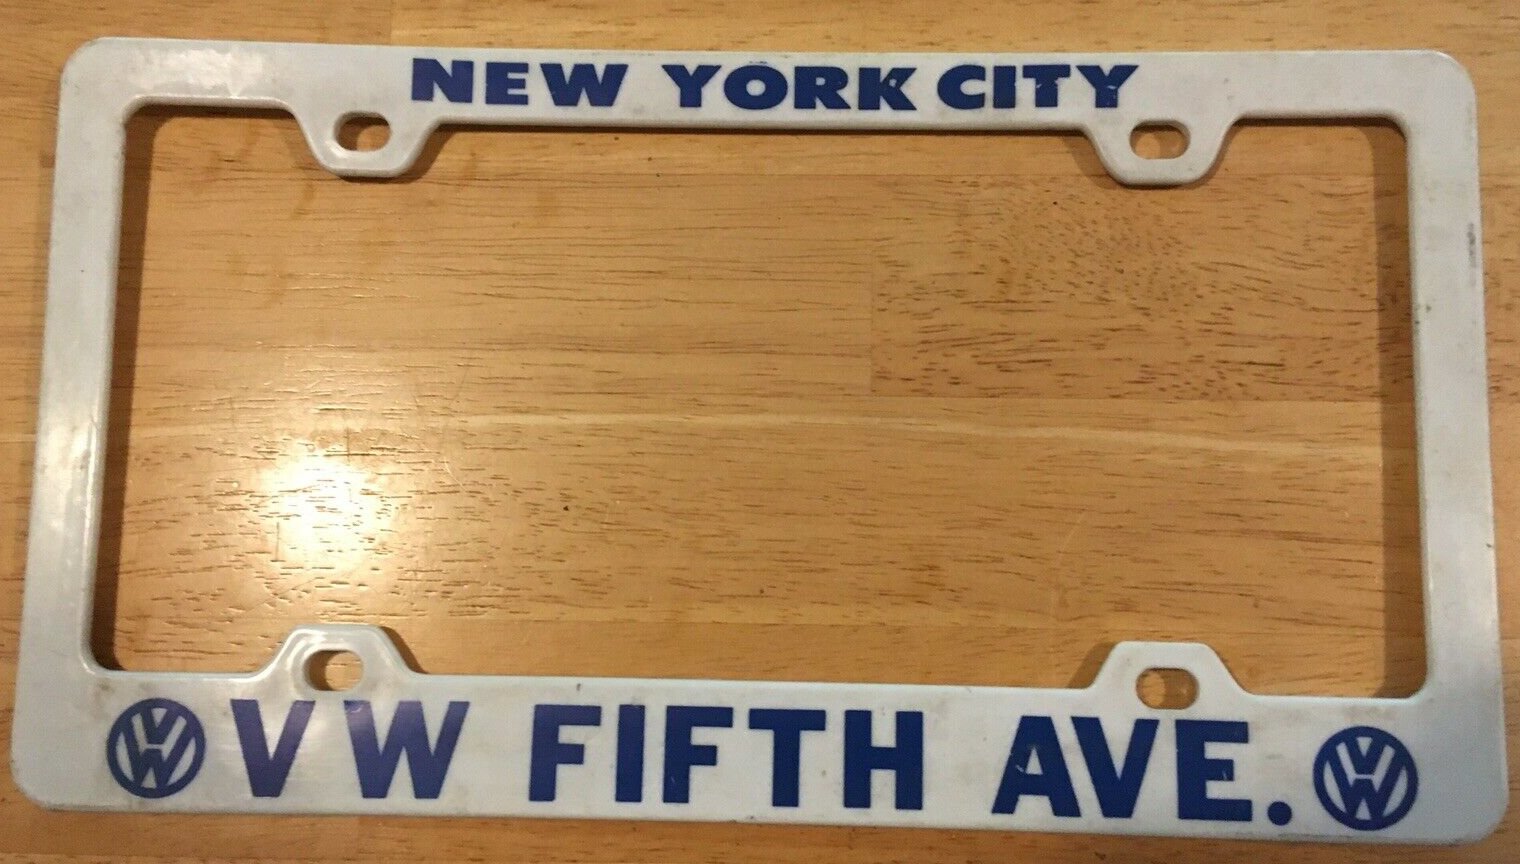 NEW YORK CITY
VW FIFTH AVE.